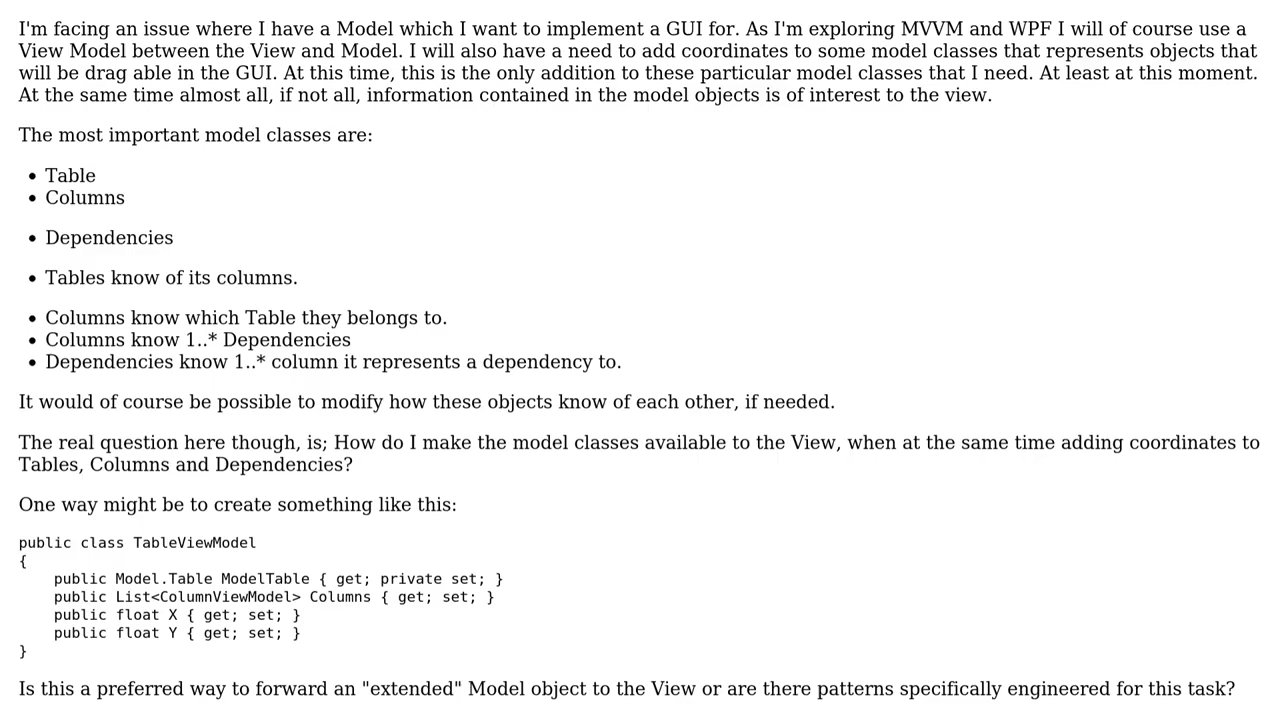 I'm facing an issue where I have a Model which I want to implement a GUI for. As I'm exploring MVVM and WPF I will of course use a
View Model between the View and Model. I will also have a need to add coordinates to some model classes that represents objects that
will be drag able in the GUI. At this time, this is the only addition to these particular model classes that I need. At least at this moment.
At the same time almost all, if not all, information contained in the model objects is of interest to the view.
The most important model classes are:
• Table
• Columns
• Dependencies
• Tables know of its columns.
• Columns know which Table they belongs to.
• Columns know 1..* Dependencies
• Dependencies know 1..* column it represents a dependency to.
It would of course be possible to modify how these objects know of each other, if needed.
The real question here though, is; How do I make the model classes available to the View, when at the same time adding coordinates to
Tables, Columns and Dependencies?
One way might be to create something like this:
public class TableViewModel
{
    public Model.Table ModelTable { get; private set; }
    public List<ColumnViewModel> Columns { get; set; }
    public float X { get; set; }
    public float Y { get; set; }
}
Is this a preferred way to forward an "extended" Model object to the View or are there patterns specifically engineered for this task?